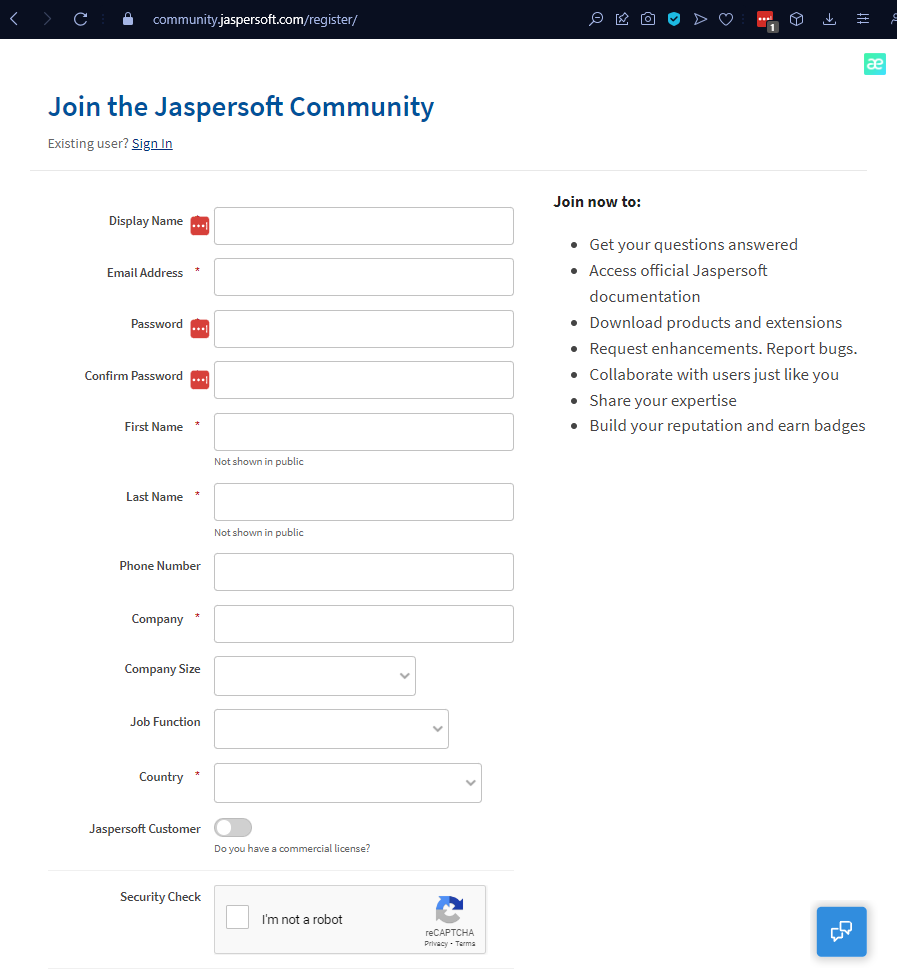 community.jaspersoft.com/register/
1
æ
Join the Jaspersoft Community
Existing user? Sign In
Join now to:
Get your questions answered
Access official Jaspersoft
documentation
Download products and extensions
Request enhancements. Report bugs.
Collaborate with users just like you
Share your expertise
Build your reputation and earn badges
Display Name
Email Address *
Password
Confirm Password
First Name *
Not shown in public
Last Name *
Not shown in public
Phone Number
Company *
Company Size
Job Function
Country *
Jaspersoft Customer
Do you have a commercial license?
Security Check
I'm not a robot
reCAPTCHA
Privacy - Terms